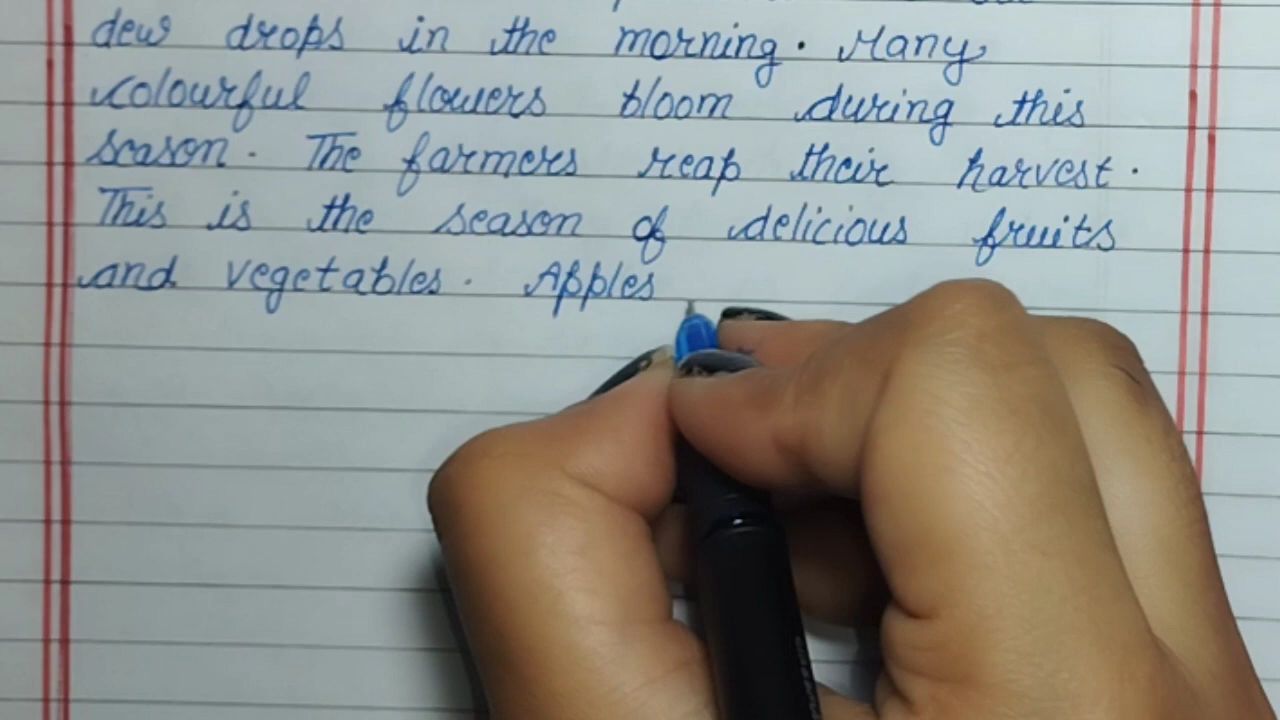 dew drops in the morning. Many
colourful flowers bloom during this
season. The farmers reap their harvest.
This is the season of delicious fruits
and vegetables. Apples